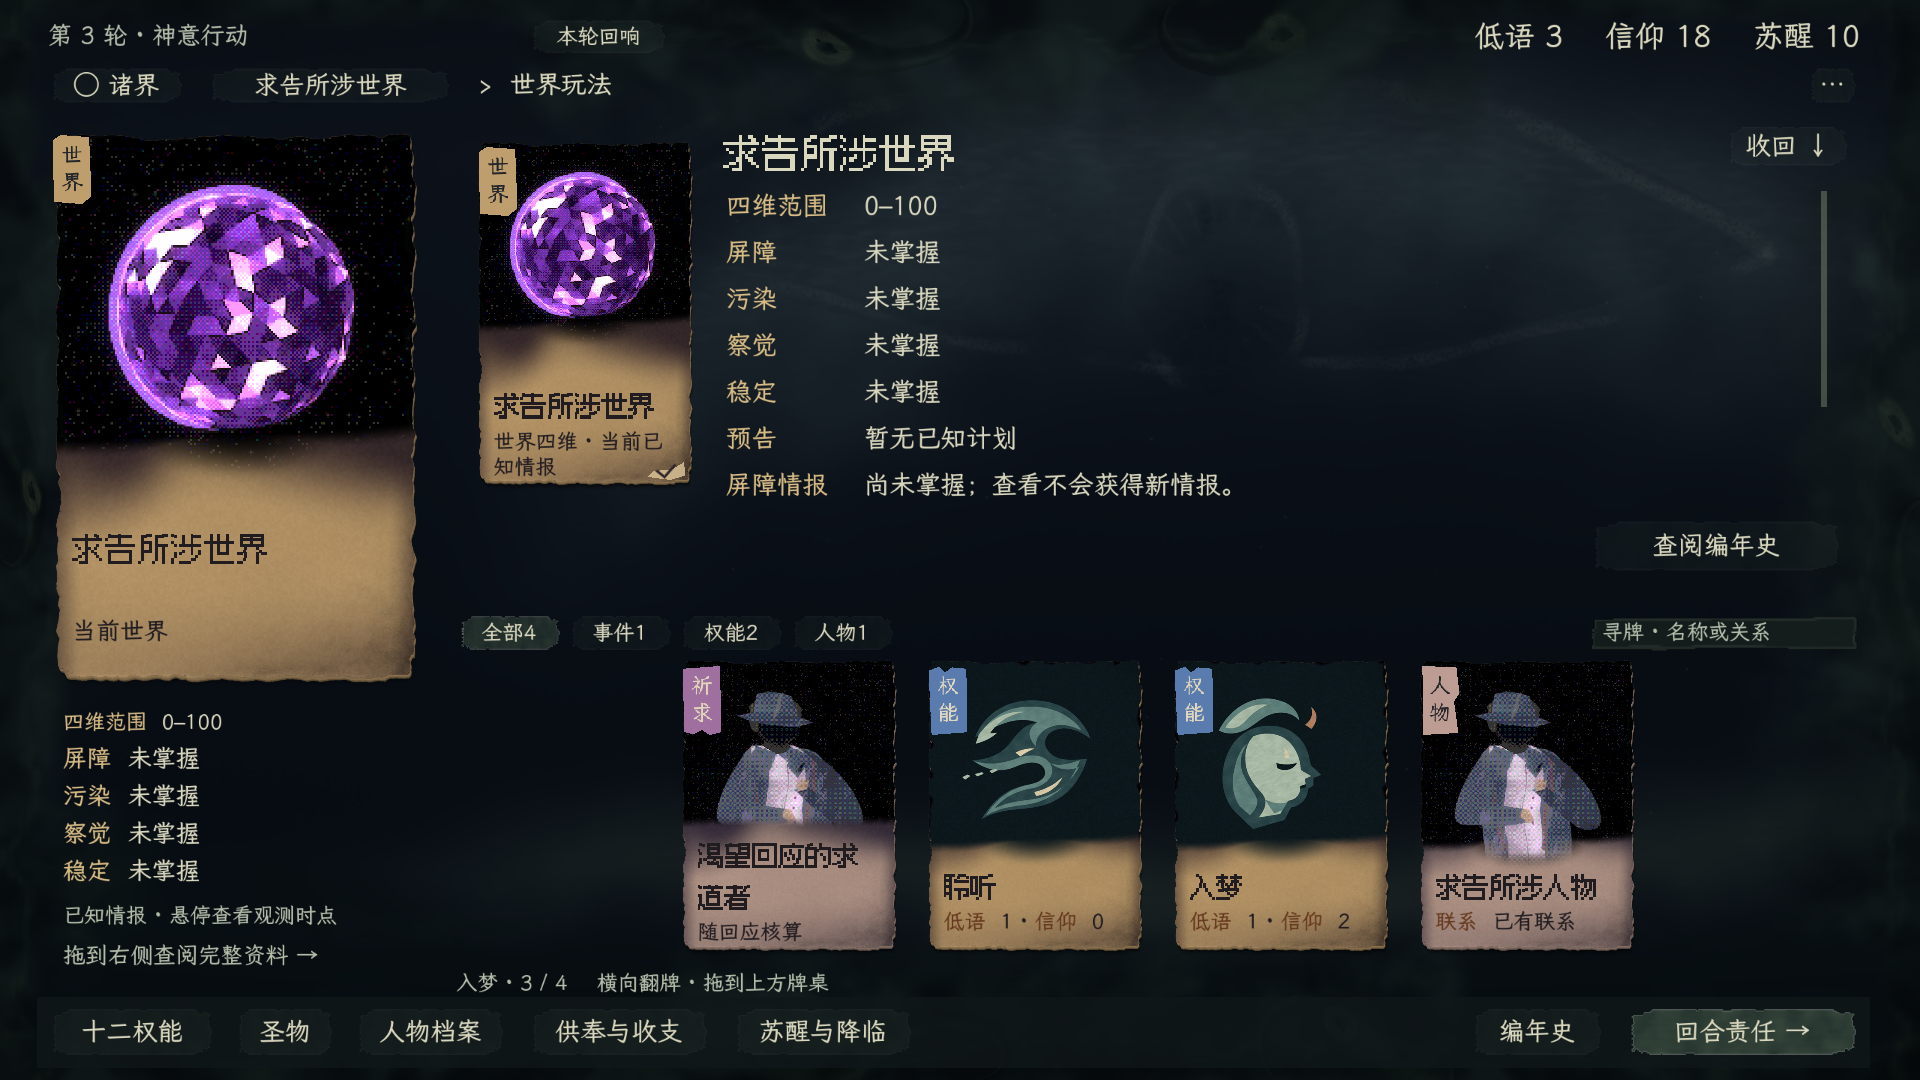 第 3 轮·神意行动
本轮回响
低语 3 信仰 18 苏醒 10
诸界 求告所涉世界 > 世界玩法
···
世界
求告所涉世界
当前世界
四维范围 0–100
屏障 未掌握
污染 未掌握
察觉 未掌握
稳定 未掌握
已知情报·悬停查看观测时点
拖到右侧查阅完整资料 →
世界
求告所涉世界
世界四维·当前已
知情报
求告所涉世界
收回 ↓
四维范围 0–100
屏障 未掌握
污染 未掌握
察觉 未掌握
稳定 未掌握
预告 暂无已知计划
屏障情报 尚未掌握；查看不会获得新情报。
查阅编年史
全部4 事件1 权能2 人物1
寻牌·名称或关系
祈求
渴望回应的求
道者
随回应核算
权能
聆听
低语 1·信仰 0
权能
入梦
低语 1·信仰 2
人物
求告所涉人物
联系 已有联系
入梦·3 / 4 横向翻牌·拖到上方牌桌
十二权能 圣物 人物档案 供奉与收支 苏醒与降临 编年史 回合责任 →